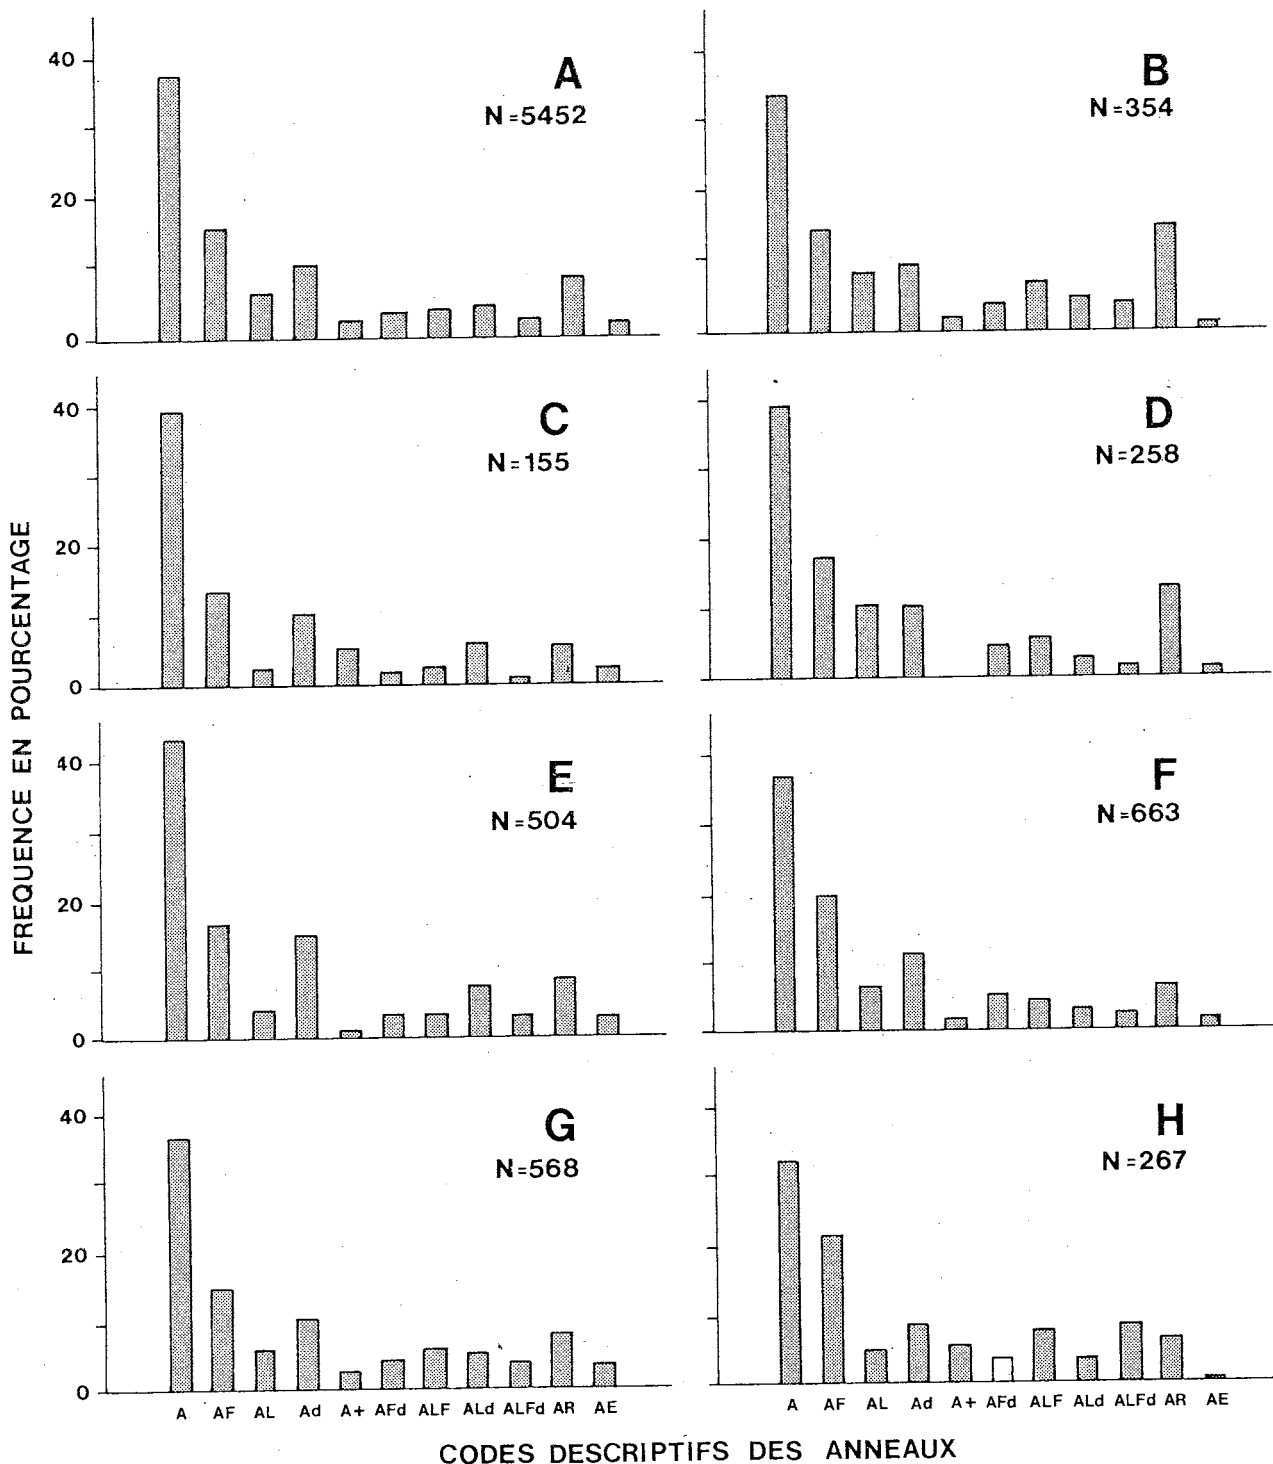 A
N=5452
40
20
0
B
N=354
C
N=155
40
20
0
D
N=258
E
N=504
40
20
0
F
N=663
G
N=568
40
20
0
H
N=267
A AF AL Ad A+ AFd ALF ALd ALFd AR AE
A AF AL Ad A+ AFd ALF ALd ALFd AR AE
FREQUENCE EN POURCENTAGE
CODES DESCRIPTIFS DES ANNEAUX